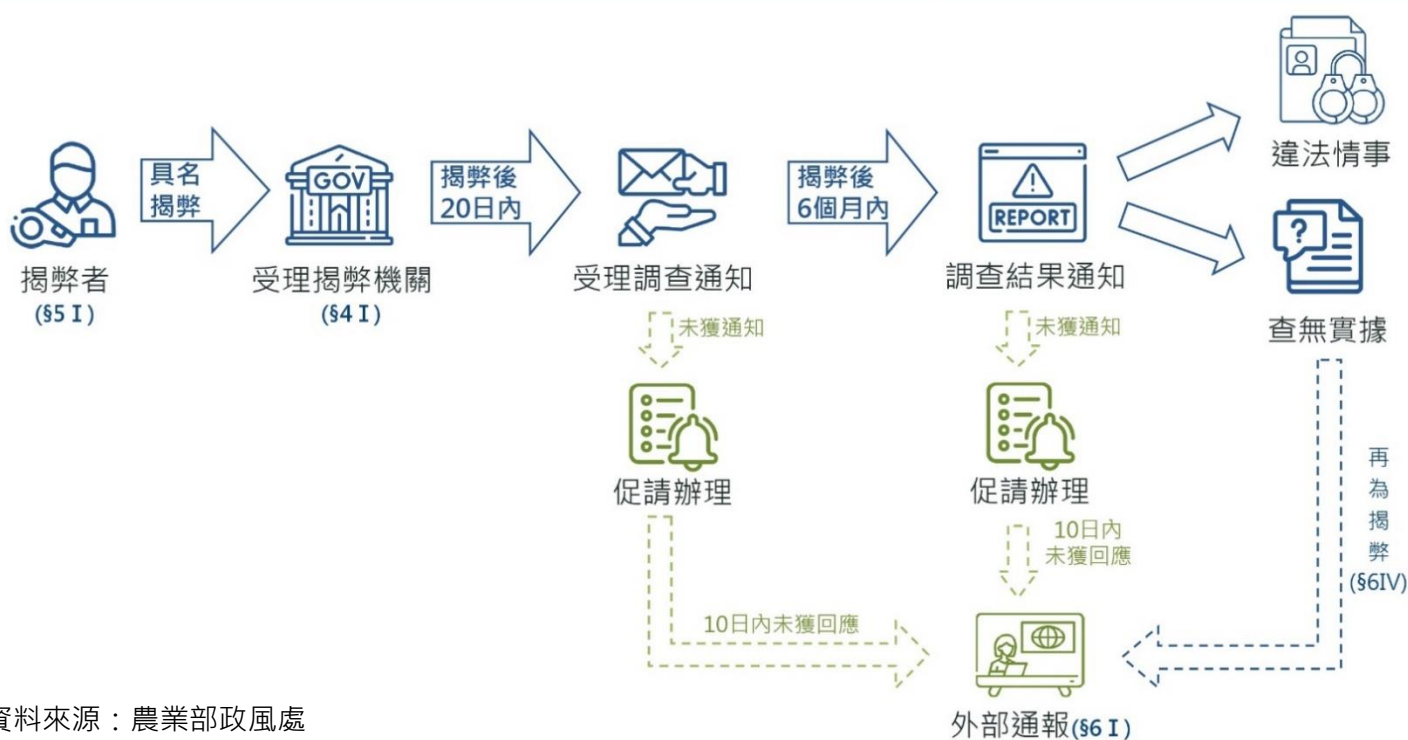 具名
揭弊
GOV
揭弊後
20日內
揭弊後
6個月內
REPORT
違法情事
揭弊者
(§5 I)
受理揭弊機關
(§4 I)
受理調查通知
調查結果通知
?
查無實據
未獲通知
未獲通知
促請辦理
促請辦理
10日內
未獲回應
再
為
揭
弊
(§6IV)
10日內未獲回應
外部通報(§6 I)
資料來源：農業部政風處